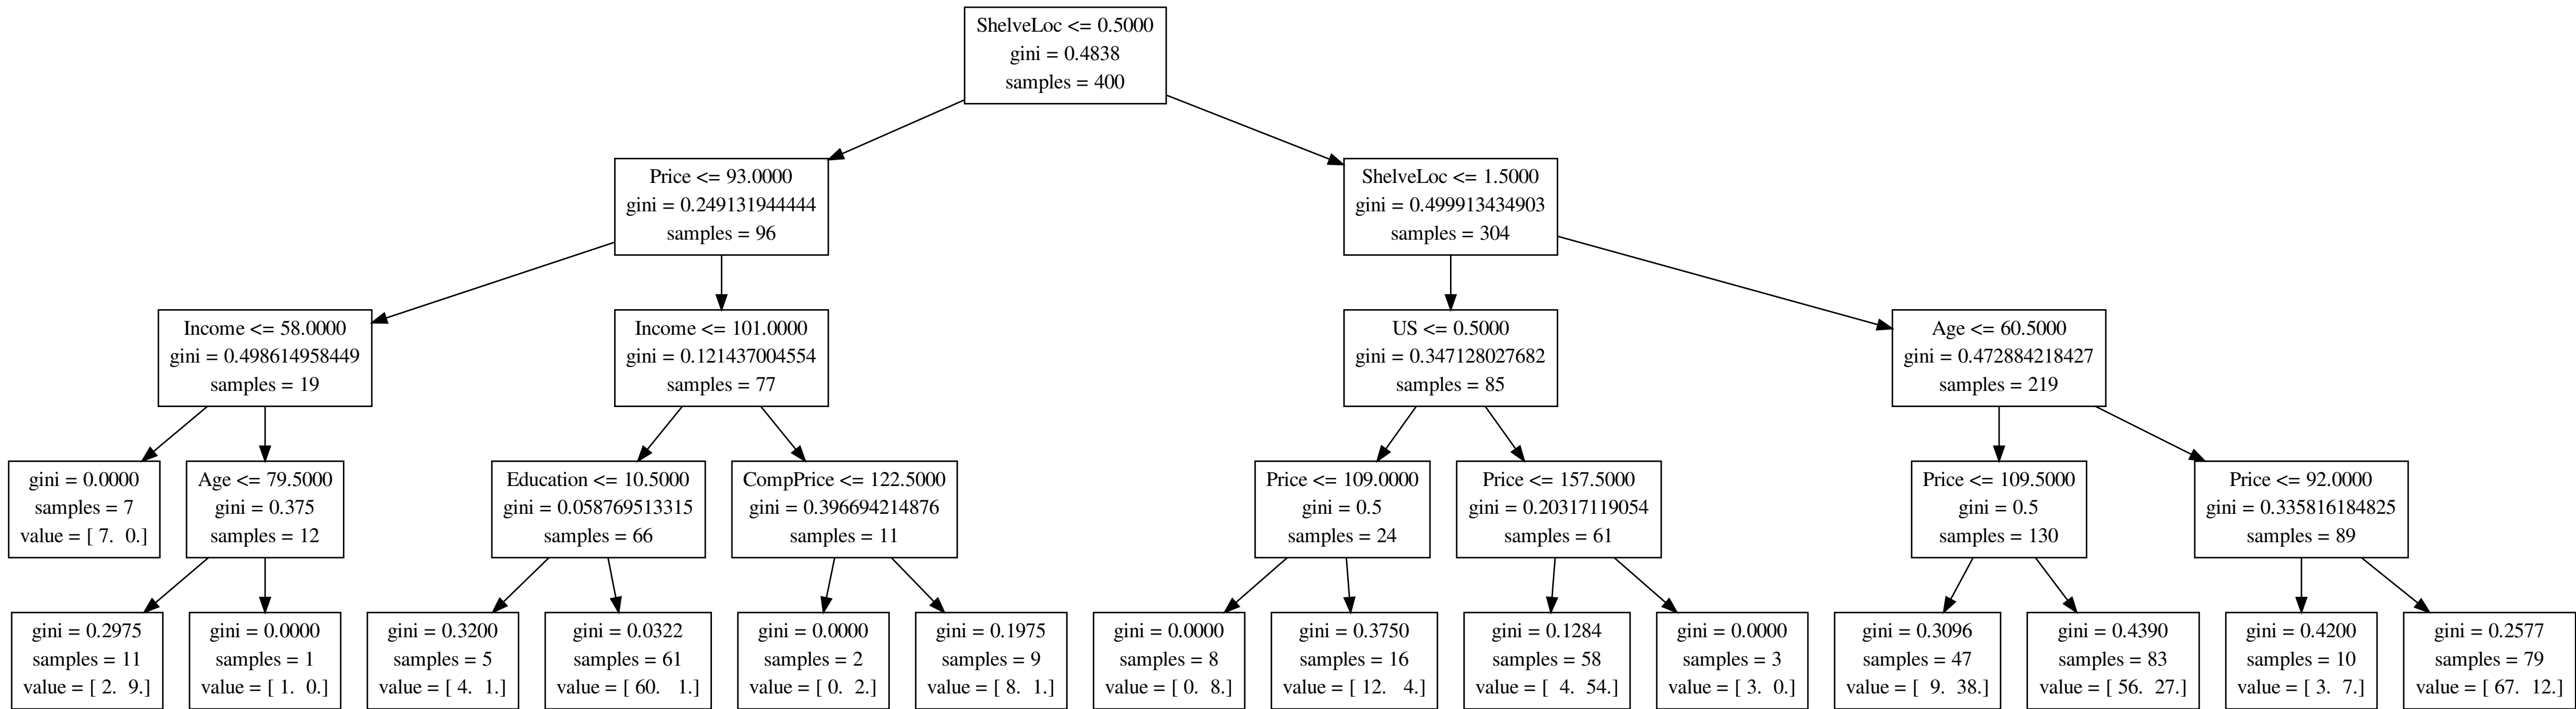 ShelveLoc <= 0.5000
gini = 0.4838
samples = 400
Price <= 93.0000
gini = 0.249131944444
samples = 96
ShelveLoc <= 1.5000
gini = 0.499913434903
samples = 304
Income <= 58.0000
gini = 0.498614958449
samples = 19
Income <= 101.0000
gini = 0.121437004554
samples = 77
US <= 0.5000
gini = 0.347128027682
samples = 85
Age <= 60.5000
gini = 0.472884218427
samples = 219
gini = 0.0000
samples = 7
value = [ 7.  0.]
Age <= 79.5000
gini = 0.375
samples = 12
Education <= 10.5000
gini = 0.058769513315
samples = 66
CompPrice <= 122.5000
gini = 0.396694214876
samples = 11
Price <= 109.0000
gini = 0.5
samples = 24
Price <= 157.5000
gini = 0.20317119054
samples = 61
Price <= 109.5000
gini = 0.5
samples = 130
Price <= 92.0000
gini = 0.335816184825
samples = 89
gini = 0.2975
samples = 11
value = [ 2.  9.]
gini = 0.0000
samples = 1
value = [ 1.  0.]
gini = 0.3200
samples = 5
value = [ 4.  1.]
gini = 0.0322
samples = 61
value = [ 60.   1.]
gini = 0.0000
samples = 2
value = [ 0.  2.]
gini = 0.1975
samples = 9
value = [ 8.  1.]
gini = 0.0000
samples = 8
value = [ 0.  8.]
gini = 0.3750
samples = 16
value = [ 12.   4.]
gini = 0.1284
samples = 58
value = [  4.  54.]
gini = 0.0000
samples = 3
value = [ 3.  0.]
gini = 0.3096
samples = 47
value = [  9.  38.]
gini = 0.4390
samples = 83
value = [ 56.  27.]
gini = 0.4200
samples = 10
value = [ 3.  7.]
gini = 0.2577
samples = 79
value = [ 67.  12.]